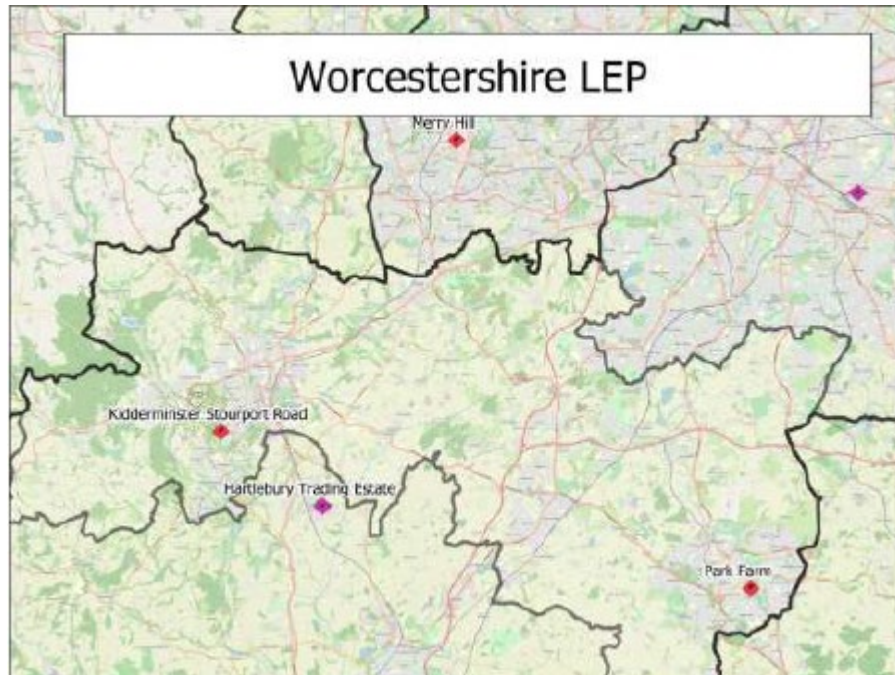 Worcestershire LEP
Merry Hill
Kidderminster Stourport Road
Hartlebury Trading Estate
Park Farm